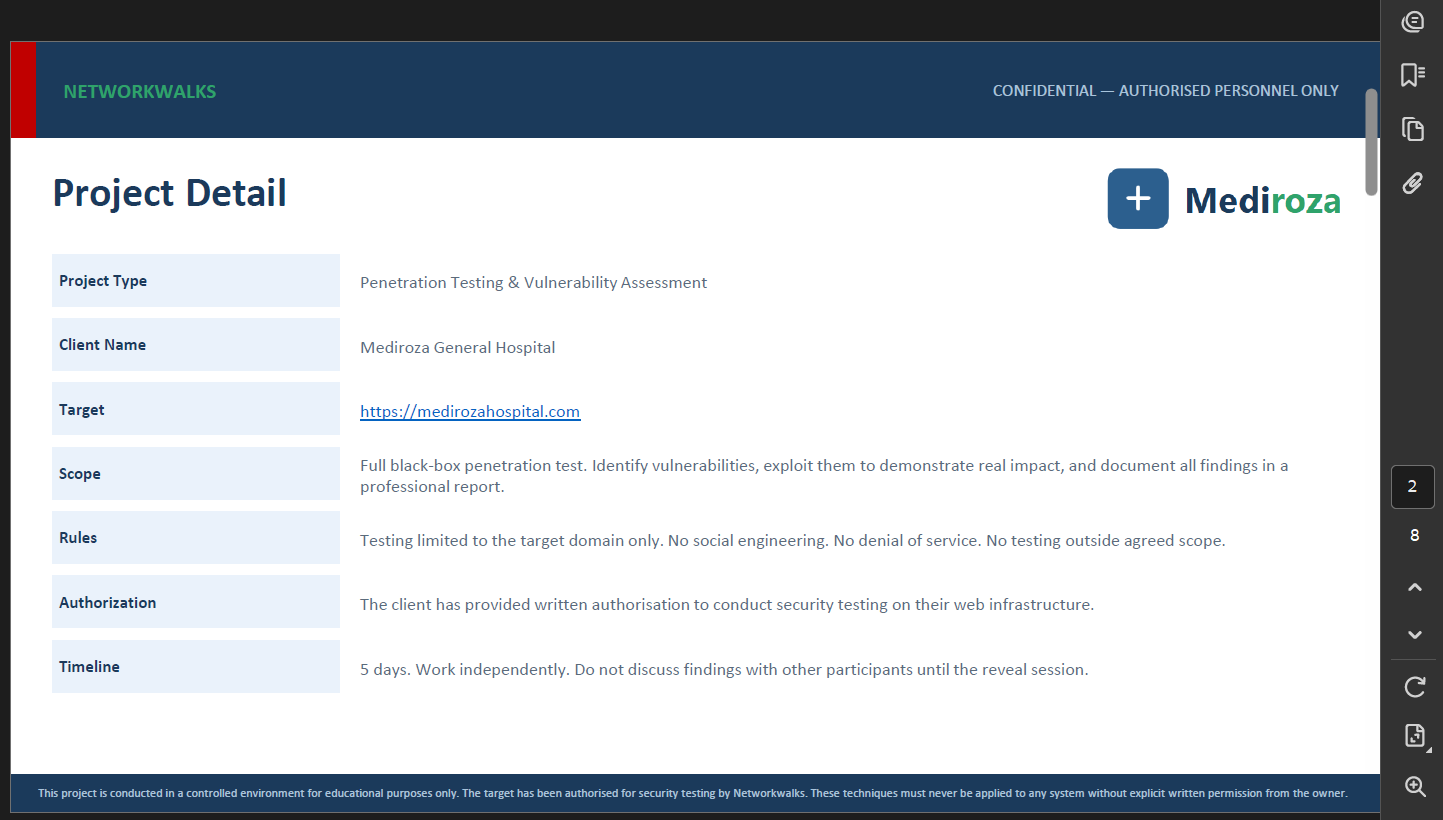 NETWORKWALKS
CONFIDENTIAL — AUTHORISED PERSONNEL ONLY
Project Detail
Mediroza
Project Type
Penetration Testing & Vulnerability Assessment
Client Name
Mediroza General Hospital
Target
https://medirozahospital.com
Scope
Full black-box penetration test. Identify vulnerabilities, exploit them to demonstrate real impact, and document all findings in a
professional report.
Rules
Testing limited to the target domain only. No social engineering. No denial of service. No testing outside agreed scope.
Authorization
The client has provided written authorisation to conduct security testing on their web infrastructure.
Timeline
5 days. Work independently. Do not discuss findings with other participants until the reveal session.
This project is conducted in a controlled environment for educational purposes only. The target has been authorised for security testing by Networkwalks. These techniques must never be applied to any system without explicit written permission from the owner.
2
8